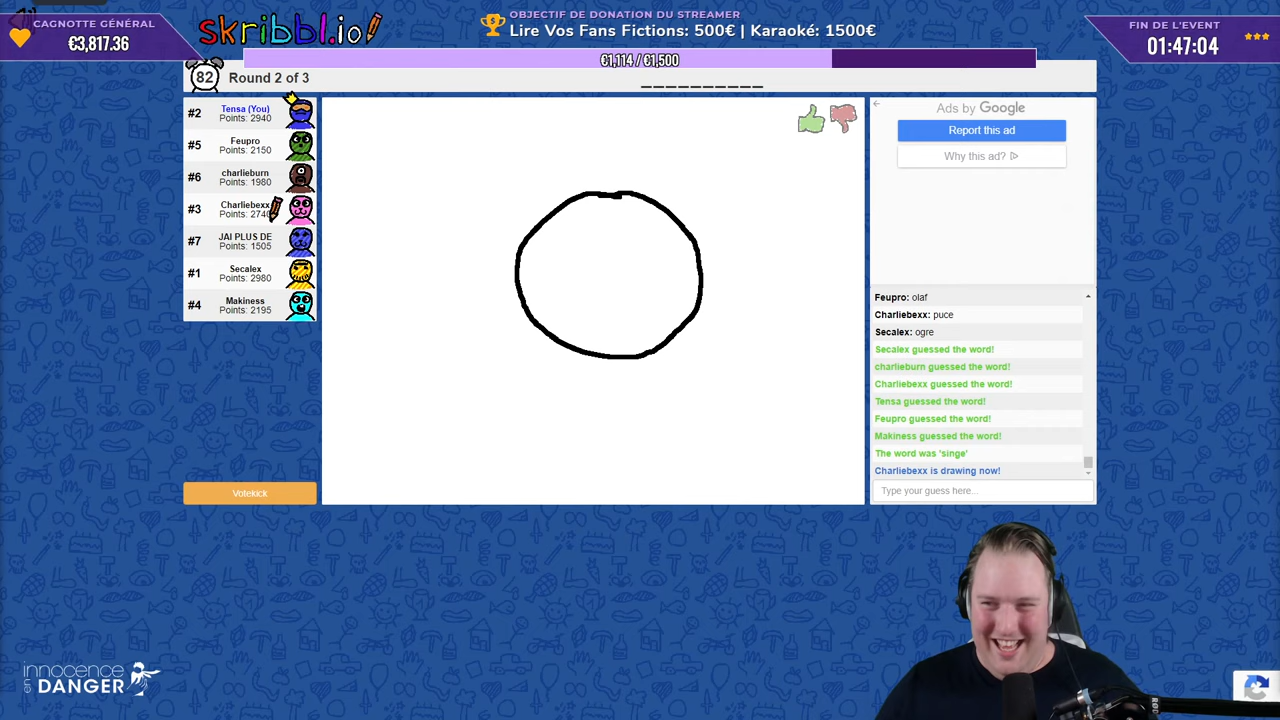 CAGNOTTE GÉNÉRAL
€3,817.36
skribbl.io
OBJECTIF DE DONATION DU STREAMER
Lire Vos Fans Fictions: 500€ | Karaoké: 1500€
€1,114 / €1,500
FIN DE L'EVENT
01:47:04
82
Round 2 of 3
__________
#2
Tensa (You)
Points: 2940
#5
Feupro
Points: 2150
#6
charlieburn
Points: 1980
#3
Charliebexx
Points: 2740
#7
JAI PLUS DE
Points: 1505
#1
Secalex
Points: 2980
#4
Makiness
Points: 2195
Votekick
Ads by Google
Report this ad
Why this ad?
Feupro: olaf
Charliebexx: puce
Secalex: ogre
Secalex guessed the word!
charlieburn guessed the word!
Charliebexx guessed the word!
Tensa guessed the word!
Feupro guessed the word!
Makiness guessed the word!
The word was 'singe'
Charliebexx is drawing now!
Type your guess here...
innocence
en DANGER